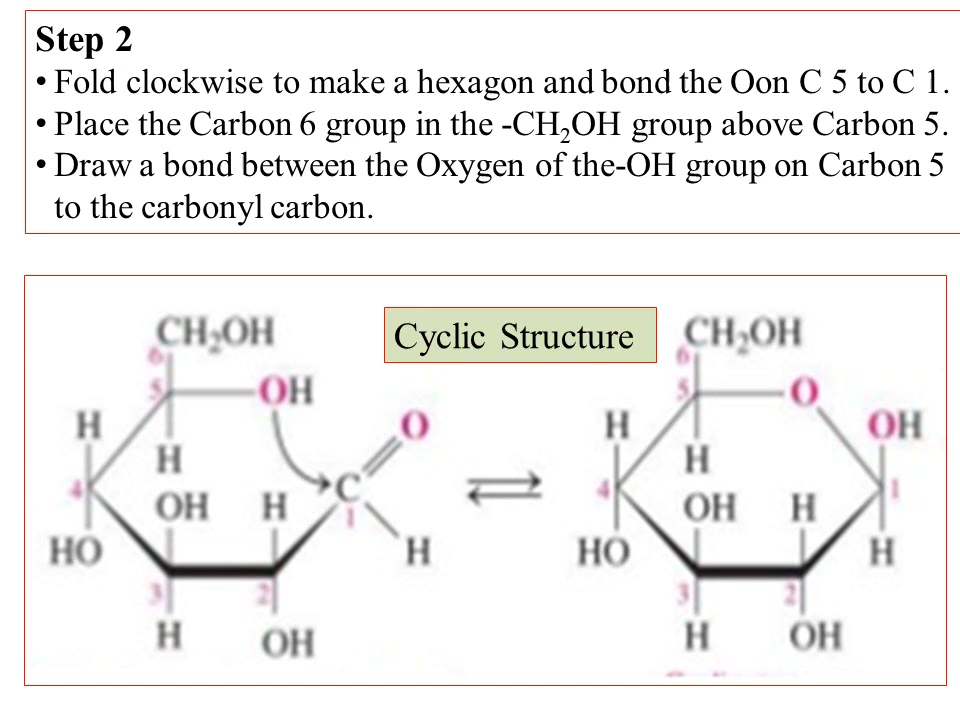 Step 2
• Fold clockwise to make a hexagon and bond the Oon C 5 to C 1.
• Place the Carbon 6 group in the -CH₂OH group above Carbon 5.
• Draw a bond between the Oxygen of the-OH group on Carbon 5
to the carbonyl carbon.
Cyclic Structure
CH₂OH
6
5
OH
H
H
4
OH
H
HO
3
2
H
OH
O
C
1
H
CH₂OH
6
5
O
H
H
4
OH
H
HO
3
2
H
OH
OH
1
H